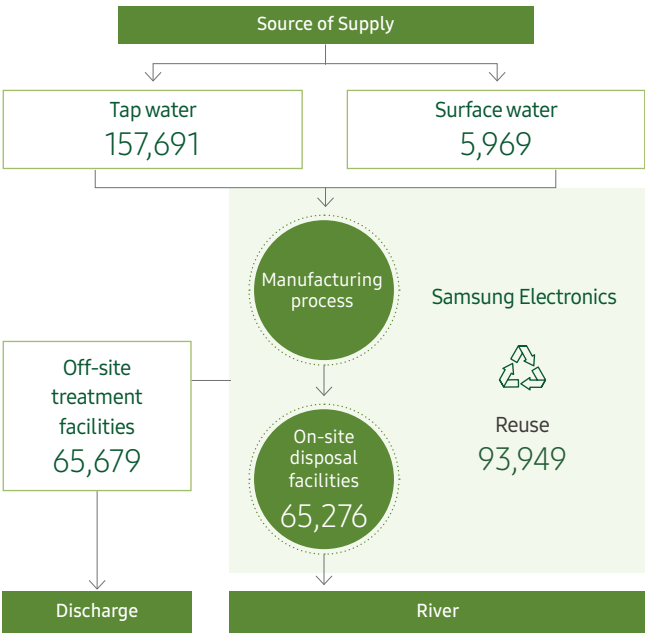 Source of Supply
Tap water
157,691
Surface water
5,969
Manufacturing
process
Samsung Electronics
Off-site
treatment
facilities
65,679
On-site
disposal
facilities
65,276
Reuse
93,949
Discharge
River